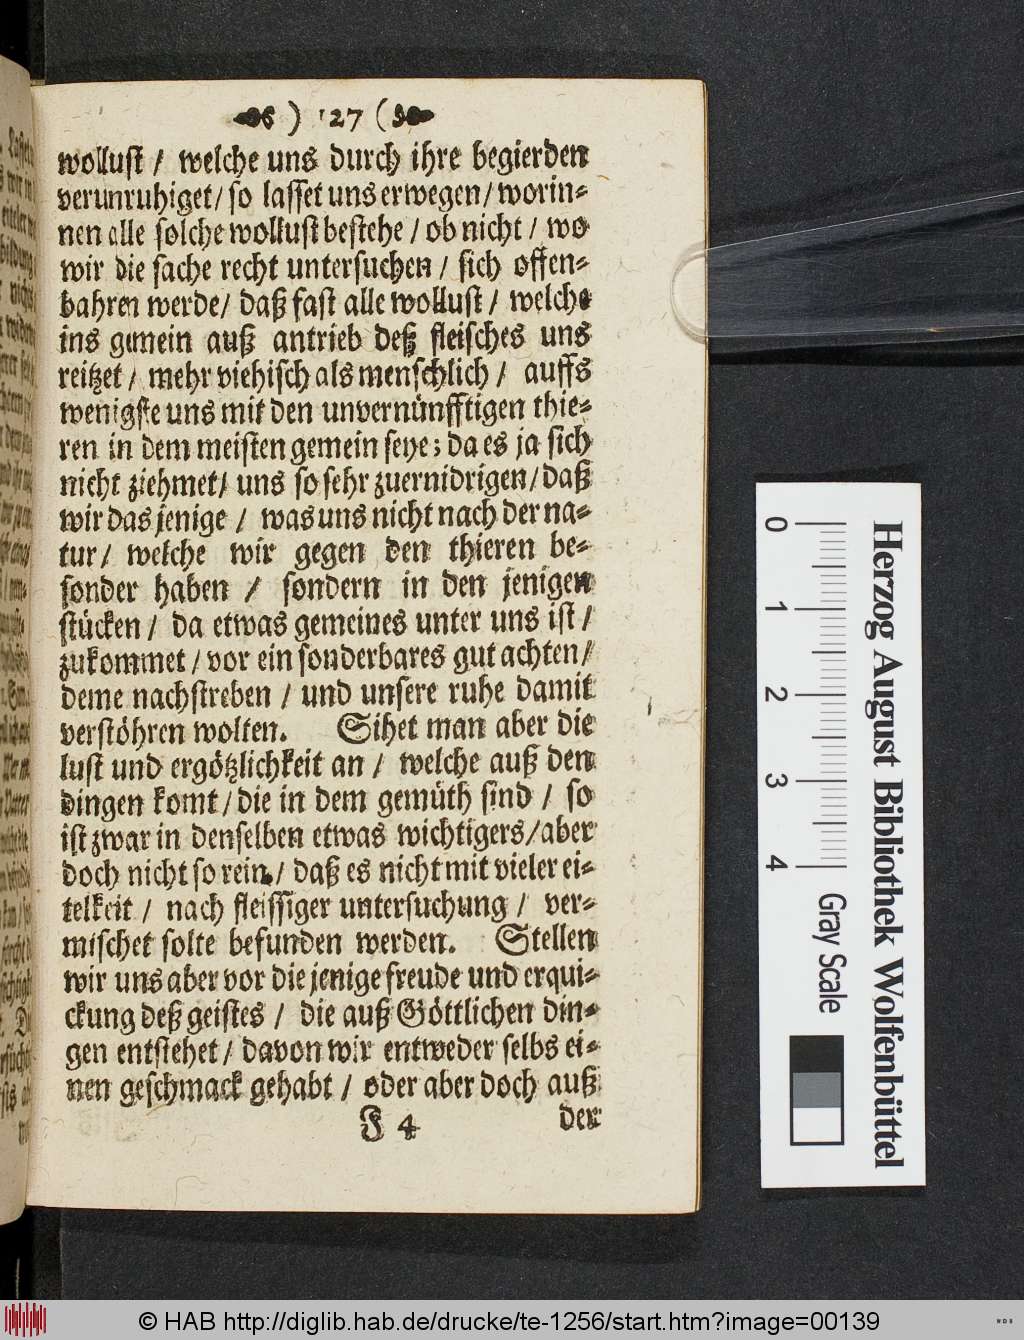 ) 127 (
wollust / welche uns durch ihre begierden
verunruhiget / so lasset uns erwegen / worin-
nen alle solche wollust bestehe / ob nicht / wo
wir die sache recht untersuchen / sich offen-
bahren werde / daß fast alle wollust / welche
ins gemein auß antrieb deß fleisches uns
reitzet / mehr viehisch als menschlich / auffs
wenigste uns mit den unvernünfftigen thie-
ren in dem meisten gemein seye; da es ja sich
nicht ziehmet / uns so sehr zuernidrigen / daß
wir das jenige / was uns nicht nach der na-
tur / welche wir gegen den thieren be-
sonder haben / sondern in den jenigen
stücken / da etwas gemeines unter uns ist /
zukommet / vor ein sonderbares gut achten /
deme nachstreben / und unsere ruhe damit
verstöhren wolten. Sihet man aber die
lust und ergötzlichkeit an / welche auß den
dingen komt / die in dem gemüth sind / so
ist zwar in denselben etwas wichtigers / aber
doch nicht so rein / daß es nicht mit vieler ei-
telkeit / nach fleissiger untersuchung / ver-
mischet solte befunden werden. Stellen
wir uns aber vor die jenige freude und erqui-
ckung deß geistes / die auß Göttlichen din-
gen entstehet / davon wir entweder selbs ei-
nen geschmack gehabt / oder aber doch auß
F 4 der
Herzog August Bibliothek Wolfenbüttel
0 1 2 3 4 Gray Scale
© HAB http://diglib.hab.de/drucke/te-1256/start.htm?image=00139